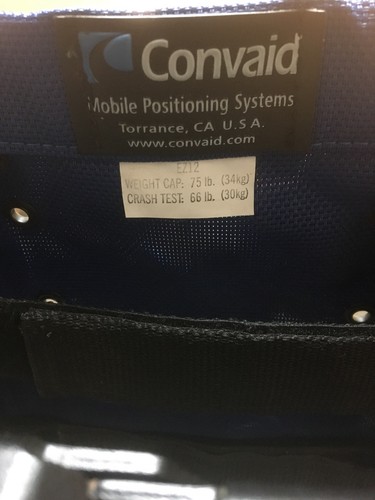 Convaid
Mobile Positioning Systems
Torrance, CA U.S.A.
www.convaid.com
EZ12
WEIGHT CAP: 75 lb. (34kg)
CRASH TEST: 66 lb. (30kg)